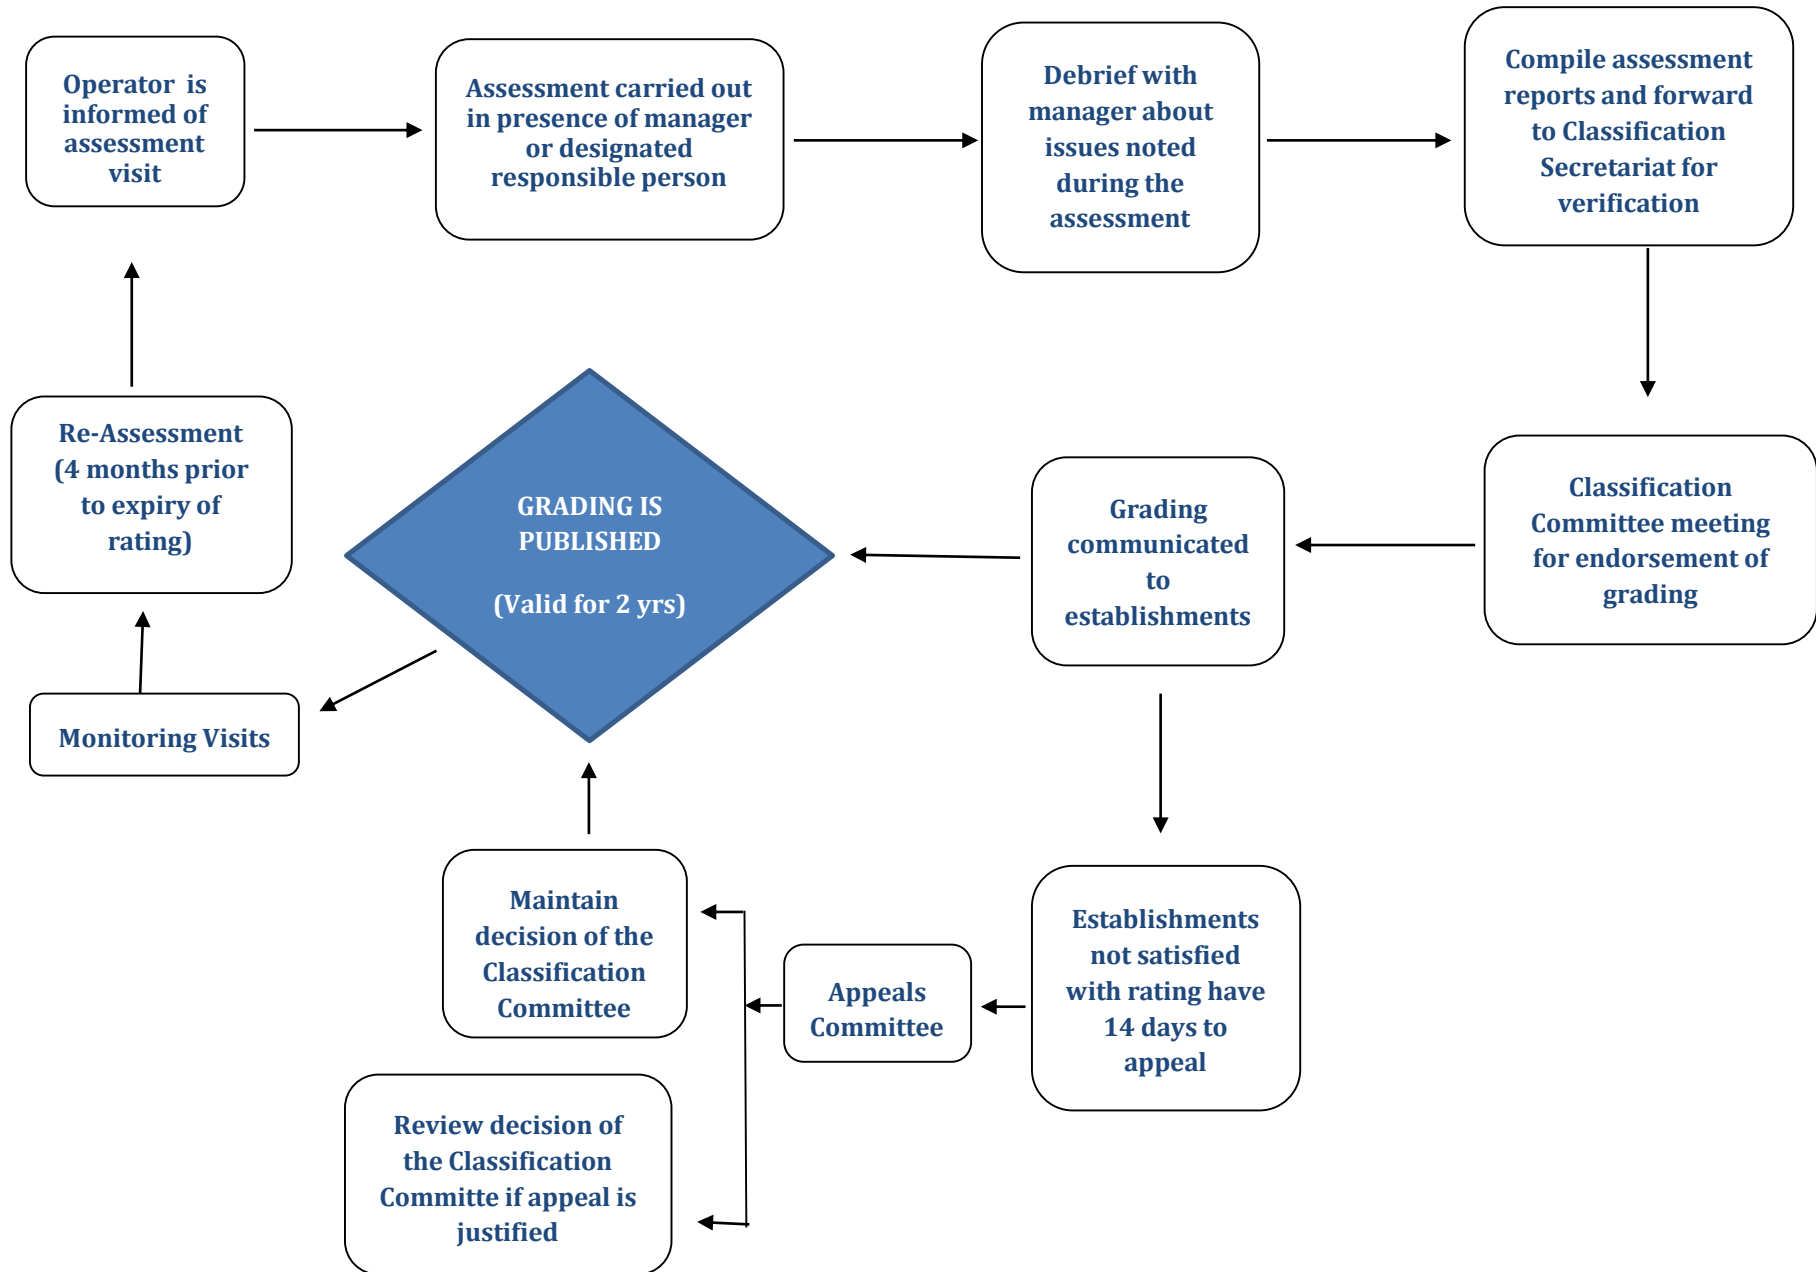 Operator is
informed of
assessment
visit
Assessment carried out
in presence of manager
or designated
responsible person
Debrief with
manager about
issues noted
during the
assessment
Compile assessment
reports and forward
to Classification
Secretariat for
verification
Classification
Committee meeting
for endorsement of
grading
Grading
communicated
to
establishments
GRADING IS
PUBLISHED
(Valid for 2 yrs)
Re-Assessment
(4 months prior
to expiry of
rating)
Monitoring Visits
Establishments
not satisfied
with rating have
14 days to
appeal
Appeals
Committee
Maintain
decision of the
Classification
Committee
Review decision of
the Classification
Committe if appeal is
justified